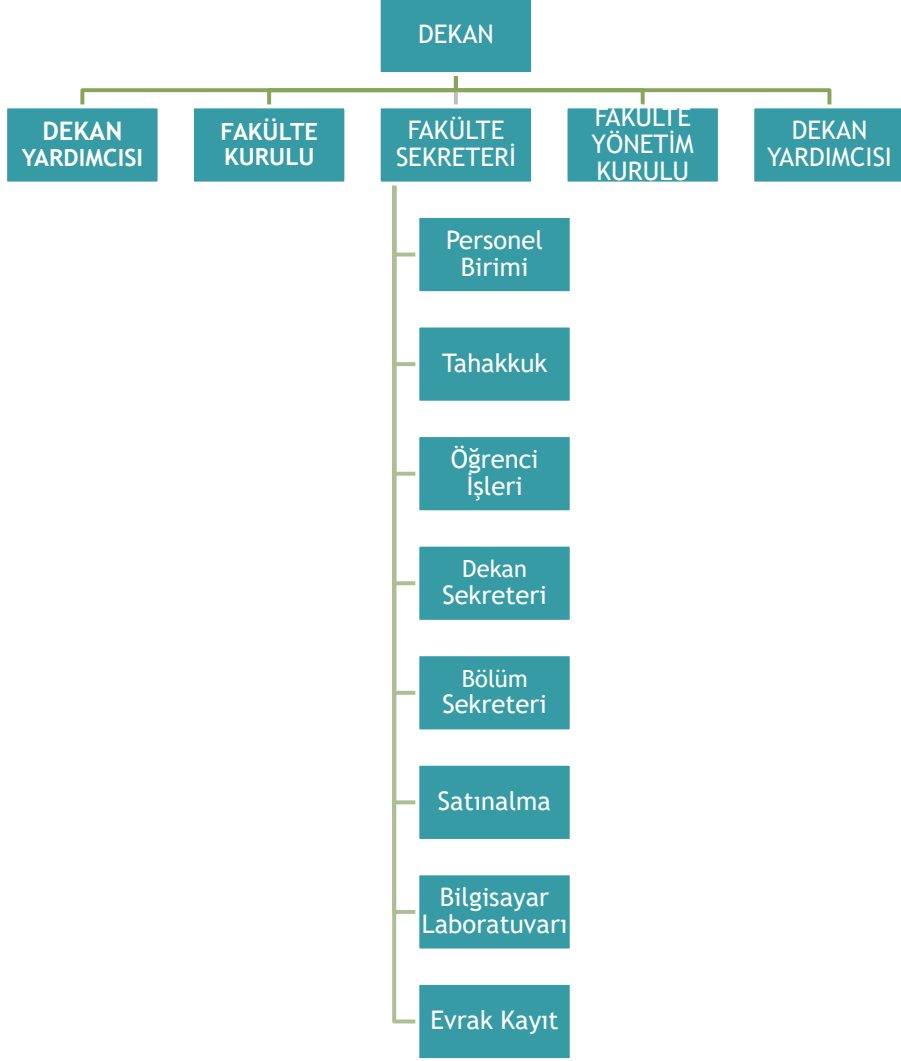 DEKAN
DEKAN
YARDIMCISI
FAKÜLTE
KURULU
FAKÜLTE
SEKRETERİ
FAKÜLTE
YÖNETİM
KURULU
DEKAN
YARDIMCISI
Personel
Birimi
Tahakkuk
Öğrenci
İşleri
Dekan
Sekreteri
Bölüm
Sekreteri
Satınalma
Bilgisayar
Laboratuvarı
Evrak Kayıt